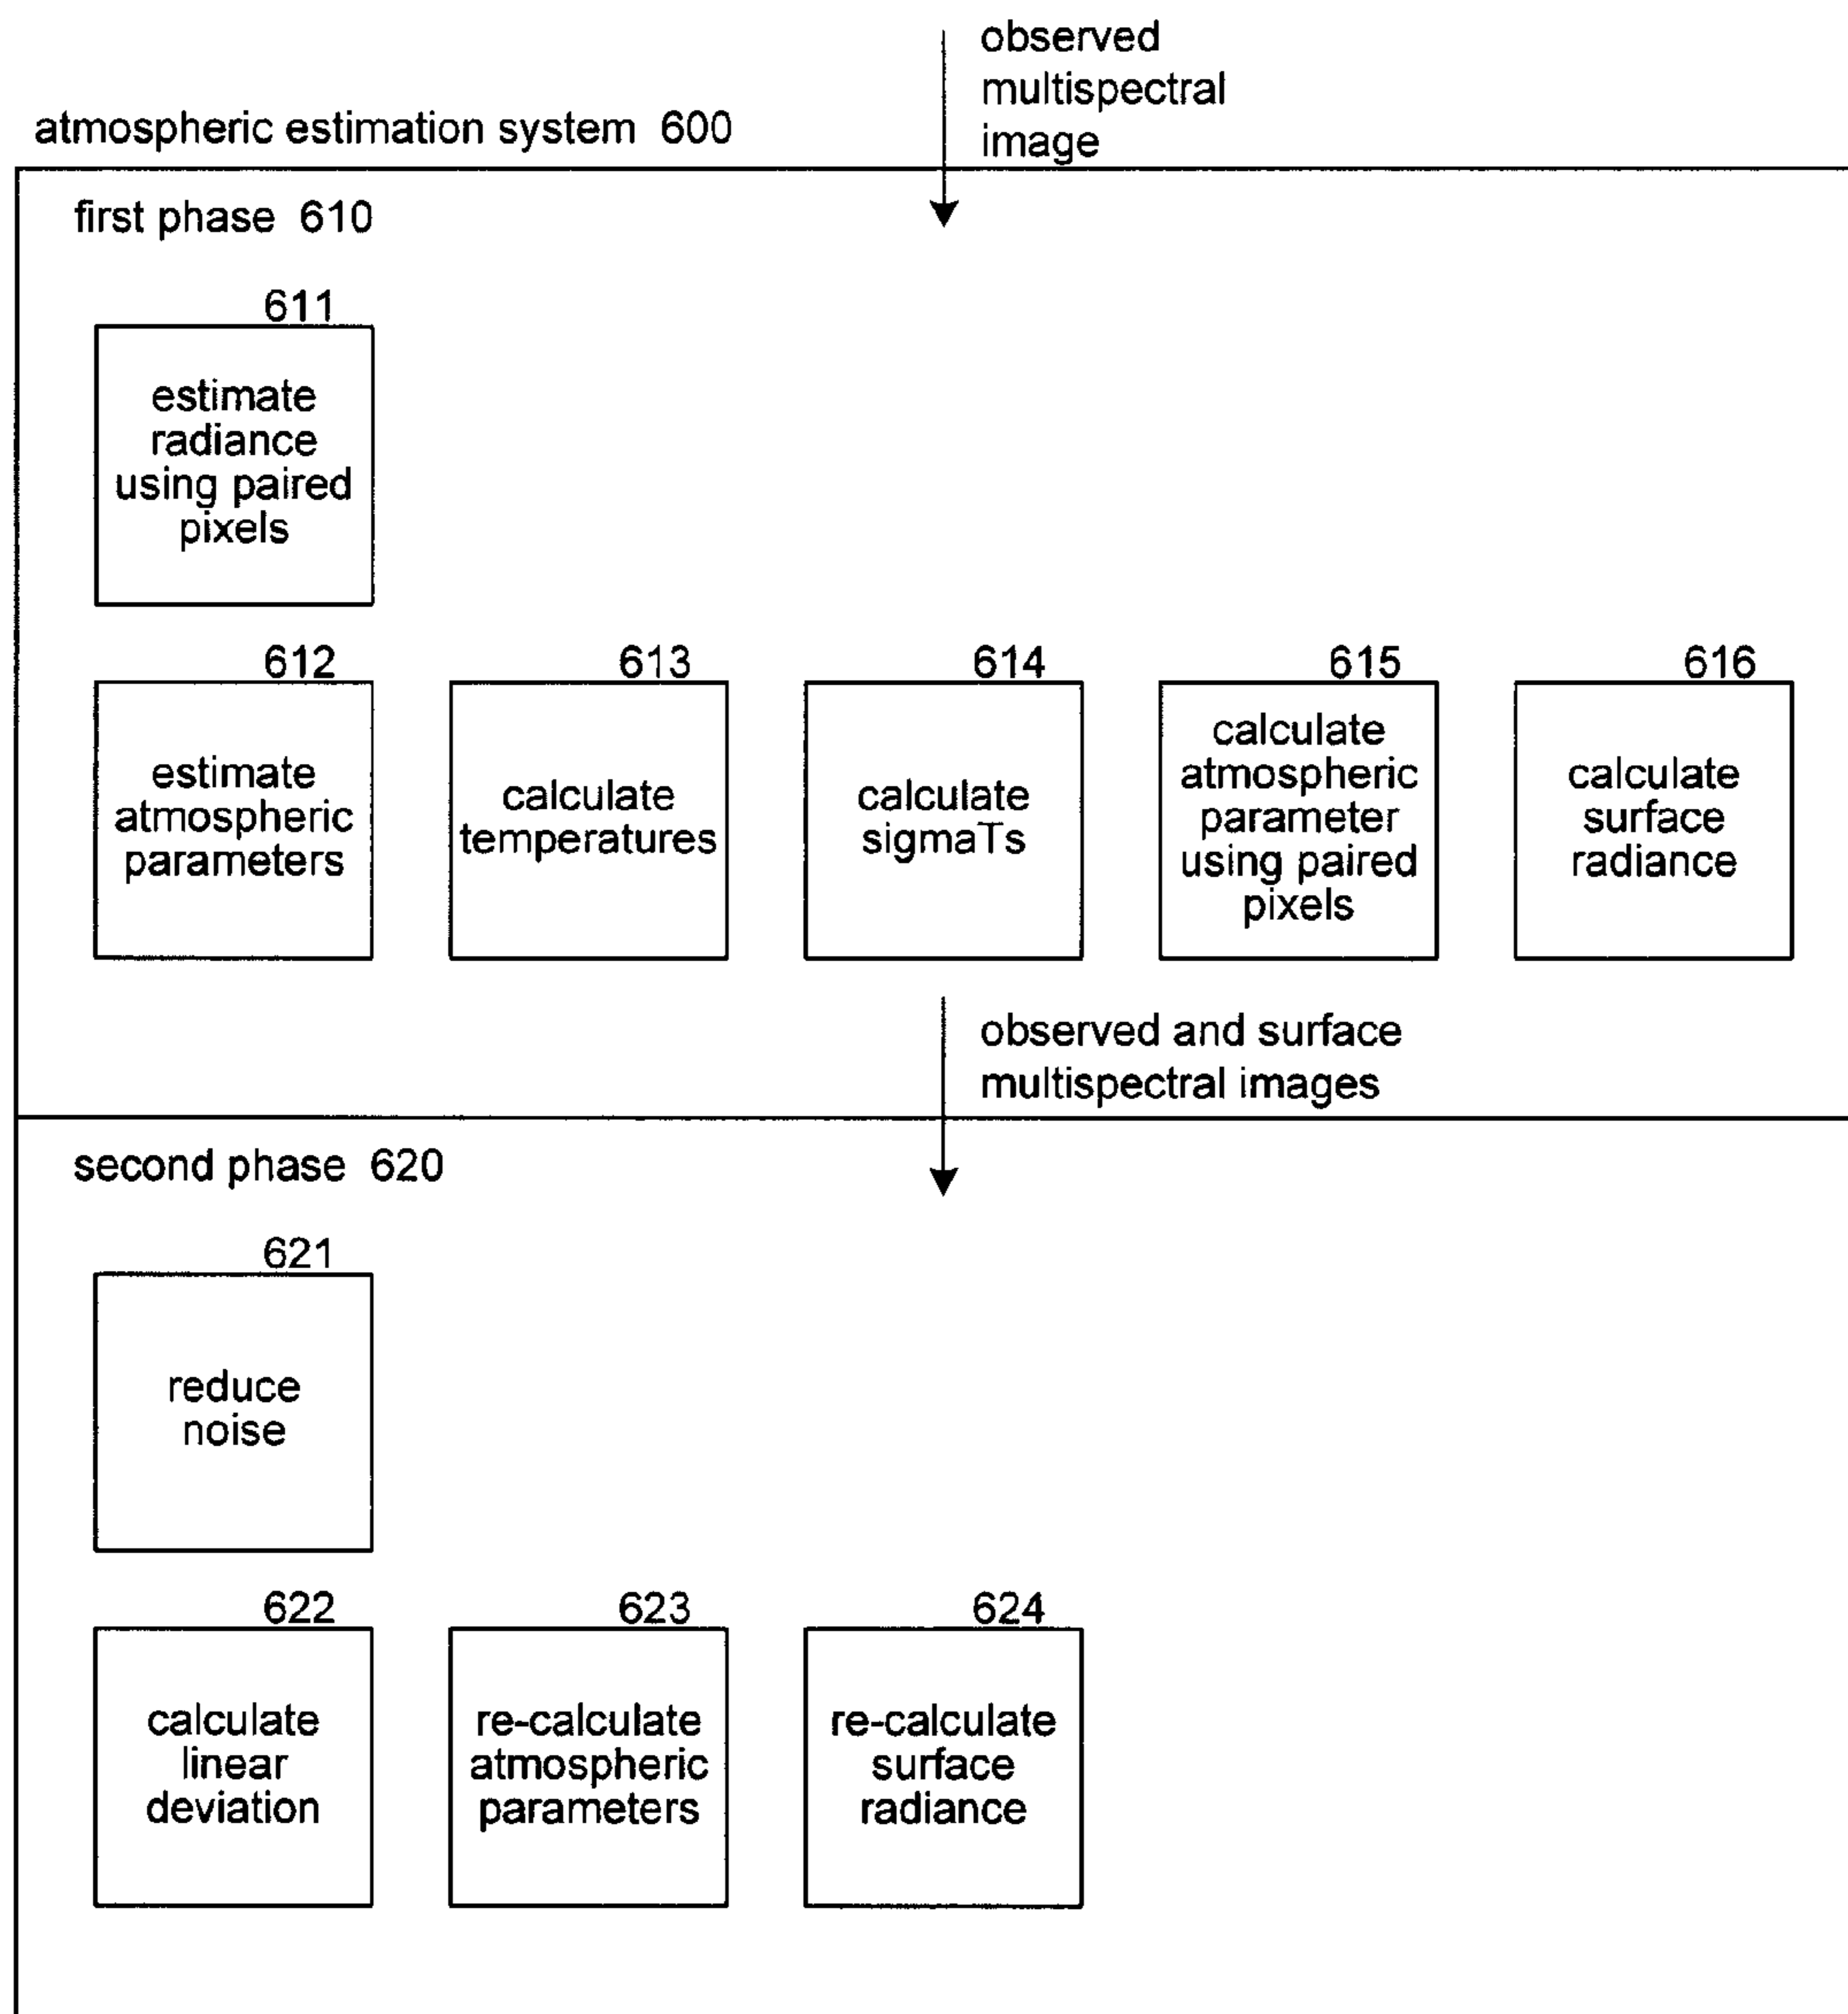 observed
multispectral
image
atmospheric estimation system 600
first phase 610
611
estimate
radiance
using paired
pixels
612
estimate
atmospheric
parameters
613
calculate
temperatures
614
calculate
sigmaTs
615
calculate
atmospheric
parameter
using paired
pixels
616
calculate
surface
radiance
observed and surface
multispectral images
second phase 620
621
reduce
noise
622
calculate
linear
deviation
623
re-calculate
atmospheric
parameters
624
re-calculate
surface
radiance